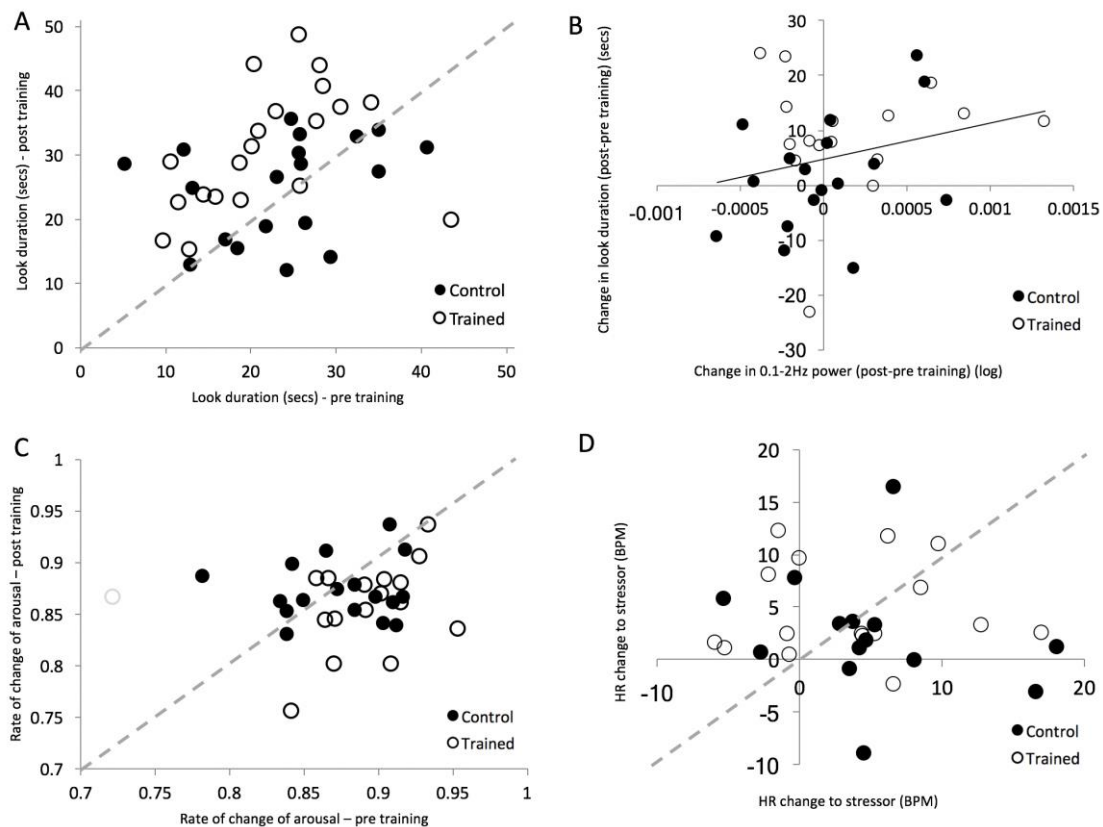 A
50
40
30
20
10
0
0 10 20 30 40 50
Look duration (secs) - post training
Look duration (secs) - pre training
Control
Trained
B
30
20
10
0
-10
-20
-30
-0.001 -0.0005 0 0.0005 0.001 0.0015
Change in look duration (post-pre training) (secs)
Change in 0.1-2Hz power (post-pre training) (log)
Control
Trained
C
1
0.95
0.9
0.85
0.8
0.75
0.7
0.7 0.75 0.8 0.85 0.9 0.95 1
Rate of change of arousal – post training
Rate of change of arousal – pre training
Control
Trained
D
20
15
10
5
0
-5
-10
-10 0 10 20
HR change to stressor (BPM)
HR change to stressor (BPM)
Control
Trained